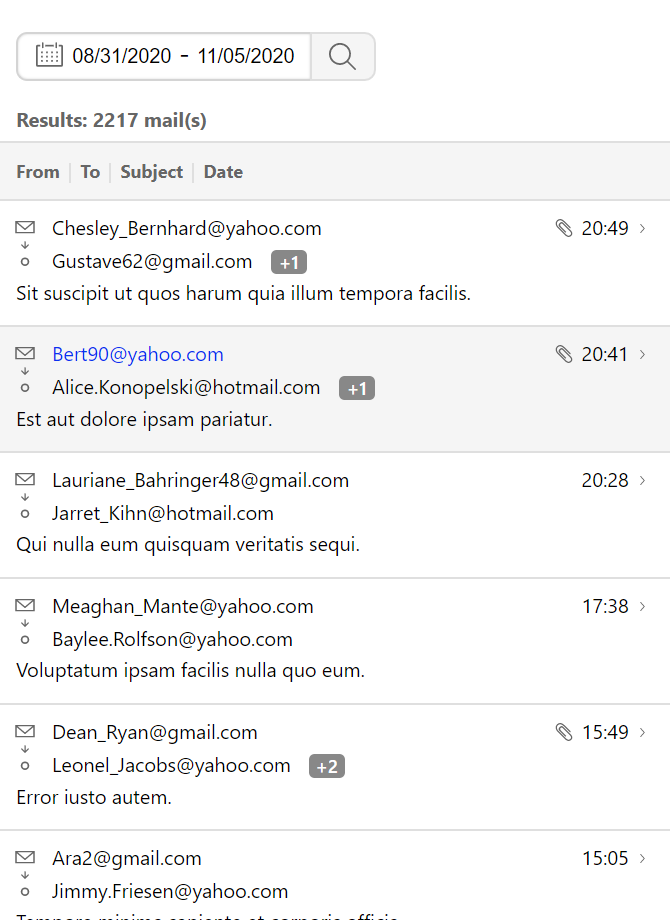 08/31/2020 - 11/05/2020
Results: 2217 mail(s)
From To Subject Date
Chesley_Bernhard@yahoo.com 20:49
Gustave62@gmail.com +1
Sit suscipit ut quos harum quia illum tempora facilis.
Bert90@yahoo.com 20:41
Alice.Konopelski@hotmail.com +1
Est aut dolore ipsam pariatur.
Lauriane_Bahringer48@gmail.com 20:28
Jarret_Kihn@hotmail.com
Qui nulla eum quisquam veritatis sequi.
Meaghan_Mante@yahoo.com 17:38
Baylee.Rolfson@yahoo.com
Voluptatum ipsam facilis nulla quo eum.
Dean_Ryan@gmail.com 15:49
Leonel_Jacobs@yahoo.com +2
Error iusto autem.
Ara2@gmail.com 15:05
Jimmy.Friesen@yahoo.com